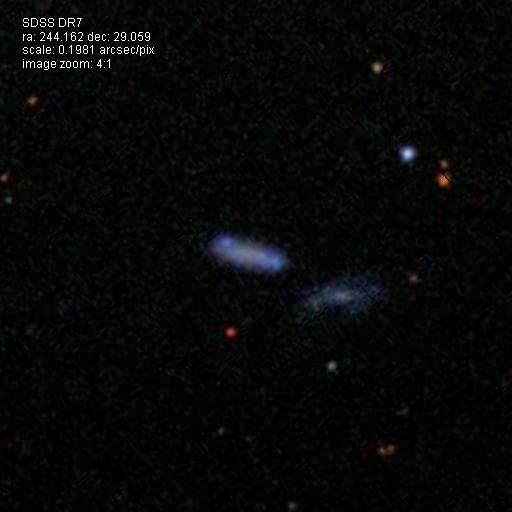 SDSS DR7
ra: 244.162 dec: 29.059
scale: 0.1981 arcsec/pix
image zoom: 4:1